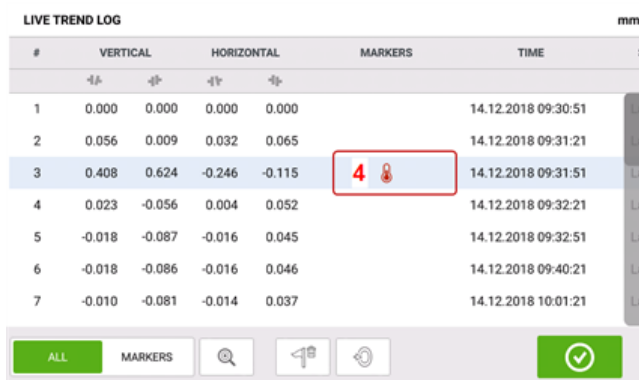 LIVE TREND LOG mm
# VERTICAL HORIZONTAL MARKERS TIME
1 0.000 0.000 0.000 0.000 14.12.2018 09:30:51
2 0.056 0.009 0.032 0.065 14.12.2018 09:31:21
3 0.408 0.624 -0.246 -0.115 4 14.12.2018 09:31:51
4 0.023 -0.056 0.004 0.052 14.12.2018 09:32:21
5 -0.018 -0.087 -0.016 0.045 14.12.2018 09:32:51
6 -0.018 -0.086 -0.016 0.046 14.12.2018 09:40:21
7 -0.010 -0.081 -0.014 0.037 14.12.2018 10:01:21
ALL MARKERS